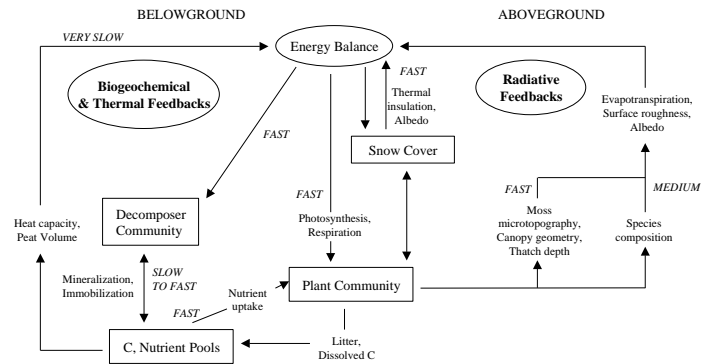 BELOWGROUND
ABOVEGROUND
VERY SLOW
Energy Balance
Biogeochemical
& Thermal Feedbacks
FAST
Thermal
insulation,
Albedo
Radiative
Feedbacks
Evapotranspiration,
Surface roughness,
Albedo
FAST
Snow Cover
FAST
Photosynthesis,
Respiration
FAST
MEDIUM
Decomposer
Community
Heat capacity,
Peat Volume
Moss
microtopography,
Canopy geometry,
Thatch depth
Species
composition
Mineralization,
Immobilization
SLOW
TO FAST
Nutrient
uptake
FAST
Plant Community
C, Nutrient Pools
Litter,
Dissolved C